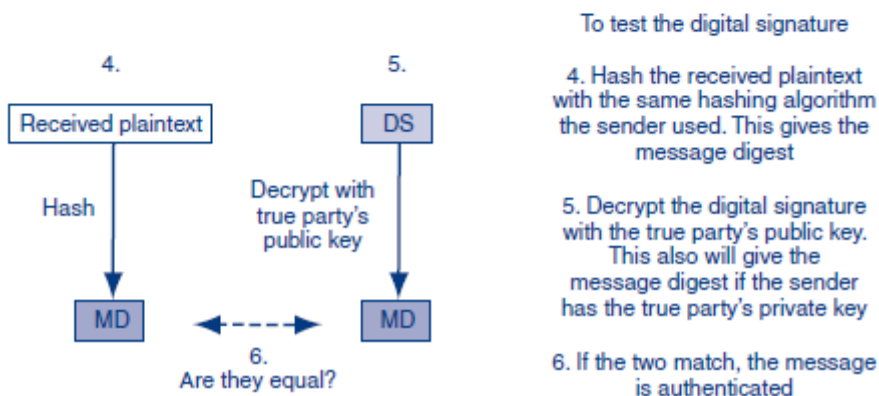 4.
Received plaintext
Hash
MD
5.
DS
Decrypt with
true party's
public key
MD
6.
Are they equal?
To test the digital signature
4. Hash the received plaintext
with the same hashing algorithm
the sender used. This gives the
message digest
5. Decrypt the digital signature
with the true party's public key.
This also will give the
message digest if the sender
has the true party's private key
6. If the two match, the message
is authenticated